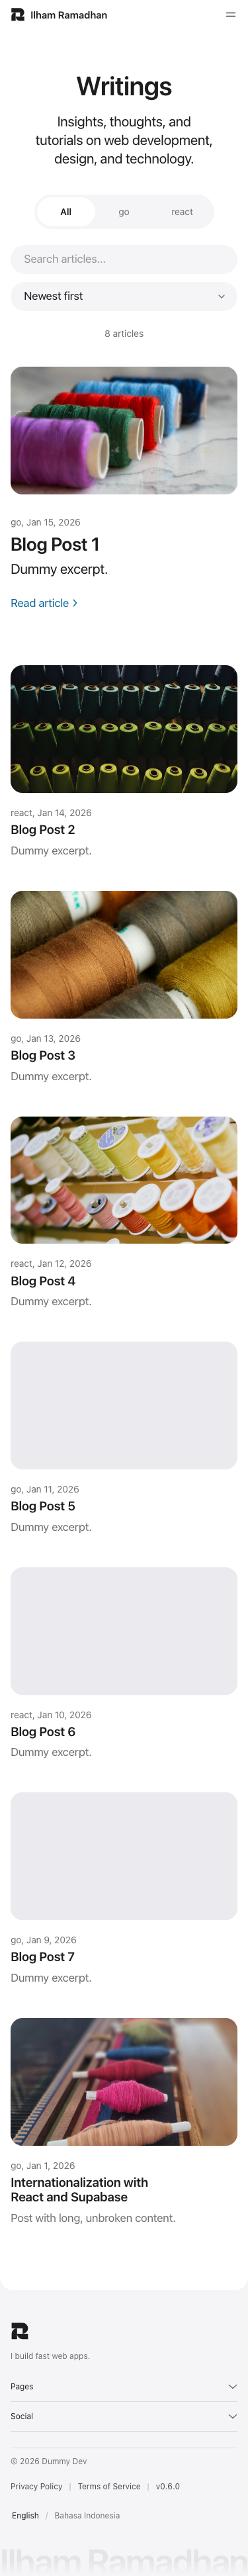 Ilham Ramadhan
Writings
Insights, thoughts, and
tutorials on web development,
design, and technology.
All
go
react
Search articles...
Newest first
8 articles
go, Jan 15, 2026
Blog Post 1
Dummy excerpt.
Read article
react, Jan 14, 2026
Blog Post 2
Dummy excerpt.
go, Jan 13, 2026
Blog Post 3
Dummy excerpt.
react, Jan 12, 2026
Blog Post 4
Dummy excerpt.
go, Jan 11, 2026
Blog Post 5
Dummy excerpt.
react, Jan 10, 2026
Blog Post 6
Dummy excerpt.
go, Jan 9, 2026
Blog Post 7
Dummy excerpt.
go, Jan 1, 2026
Internationalization with
React and Supabase
Post with long, unbroken content.
I build fast web apps.
Pages
Social
© 2026 Dummy Dev
Privacy Policy | Terms of Service | v0.6.0
English / Bahasa Indonesia
Ilham Ramadhan